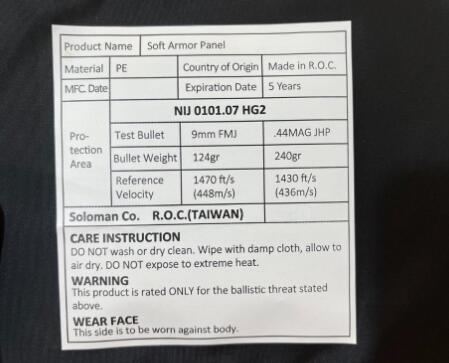 Product Name Soft Armor Panel
Material PE Country of Origin Made in R.O.C.
MFC. Date Expiration Date 5 Years
NIJ 0101.07 HG2
Pro-
tection
Area
Test Bullet 9mm FMJ .44MAG JHP
Bullet Weight 124gr 240gr
Reference 1470 ft/s 1430 ft/s
Velocity (448m/s) (436m/s)
Soloman Co. R.O.C.(TAIWAN)
CARE INSTRUCTION
DO NOT wash or dry clean. Wipe with damp cloth, allow to
air dry. DO NOT expose to extreme heat.
WARNING
This product is rated ONLY for the ballistic threat stated
above.
WEAR FACE
This side is to be worn against body.